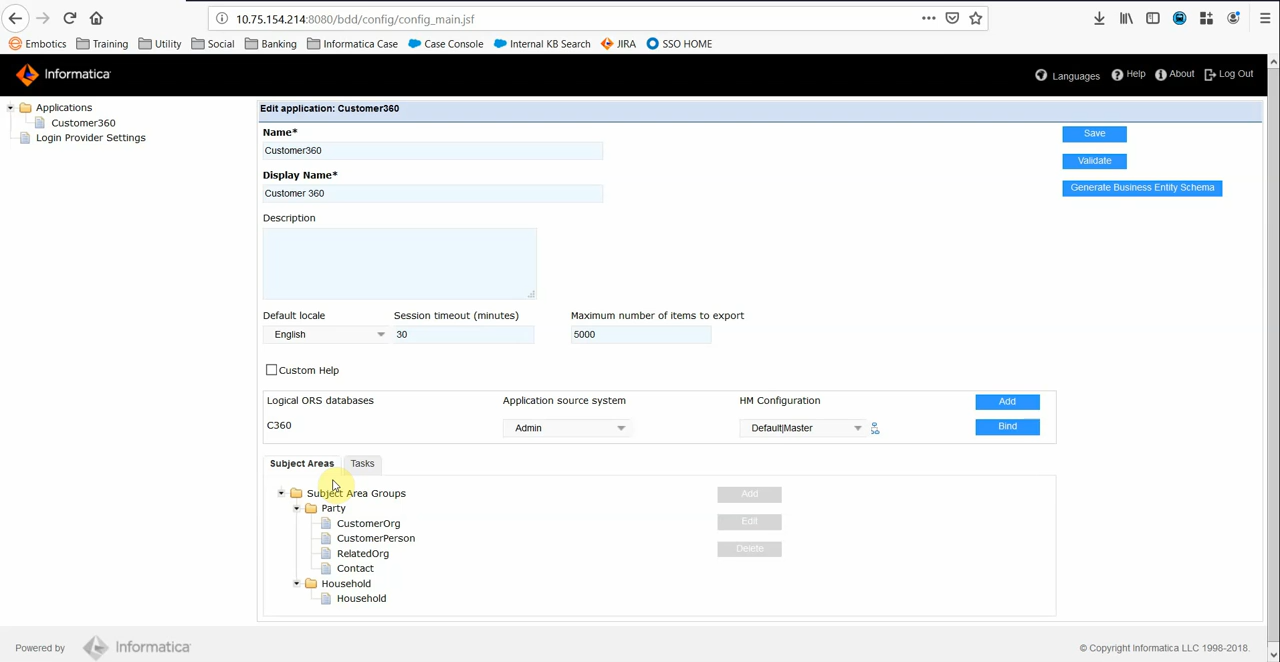 10.75.154.214:8080/bdd/config/config_main.jsf
Embotics Training Utility Social Banking Informatica Case Case Console Internal KB Search JIRA SSO HOME
Informatica Languages Help About Log Out
Applications
Customer360
Login Provider Settings
Edit application: Customer360
Name*
Customer360
Save
Validate
Display Name*
Customer 360
Generate Business Entity Schema
Description
Default locale Session timeout (minutes) Maximum number of items to export
English 30 5000
Custom Help
Logical ORS databases Application source system HM Configuration Add
C360 Admin Default|Master Bind
Subject Areas Tasks
Subject Area Groups Add
Party
CustomerOrg Edit
CustomerPerson
RelatedOrg Delete
Contact
Household
Household
Powered by Informatica © Copyright Informatica LLC 1998-2018.